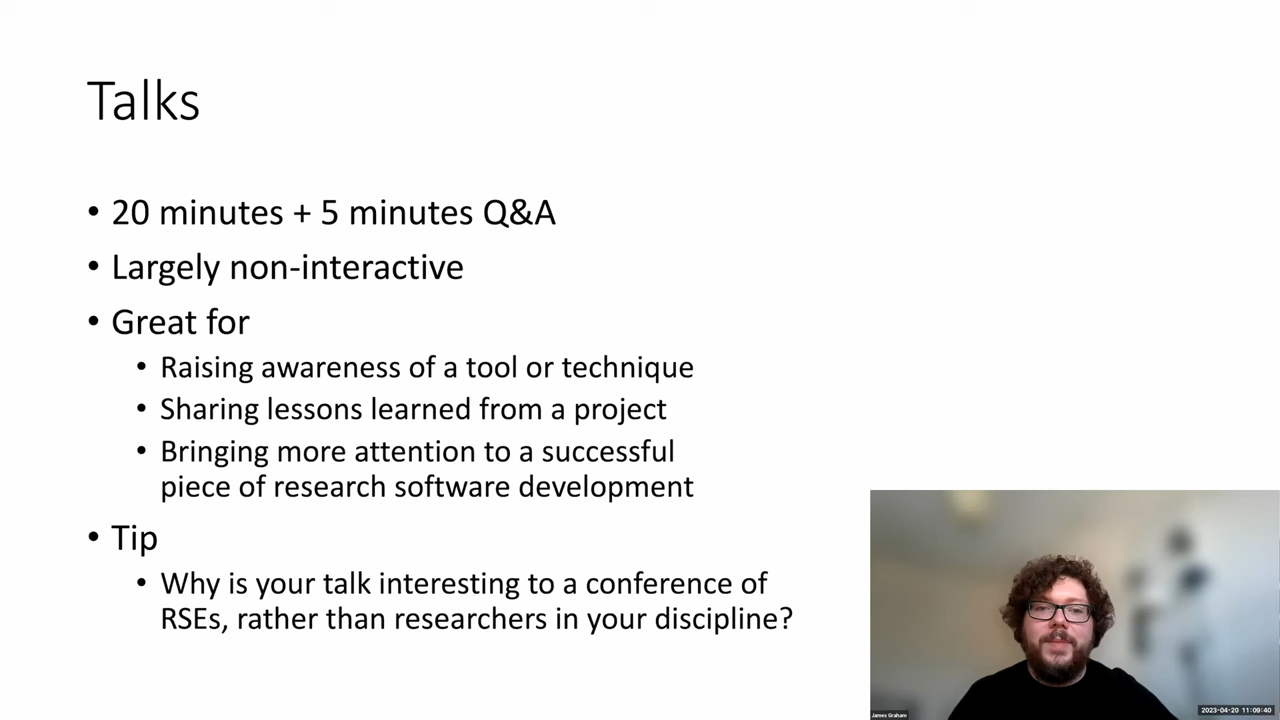 Talks
• 20 minutes + 5 minutes Q&A
• Largely non-interactive
• Great for
• Raising awareness of a tool or technique
• Sharing lessons learned from a project
• Bringing more attention to a successful
piece of research software development
• Tip
• Why is your talk interesting to a conference of
RSEs, rather than researchers in your discipline?
James Graham
2023-04-20 11:09:40